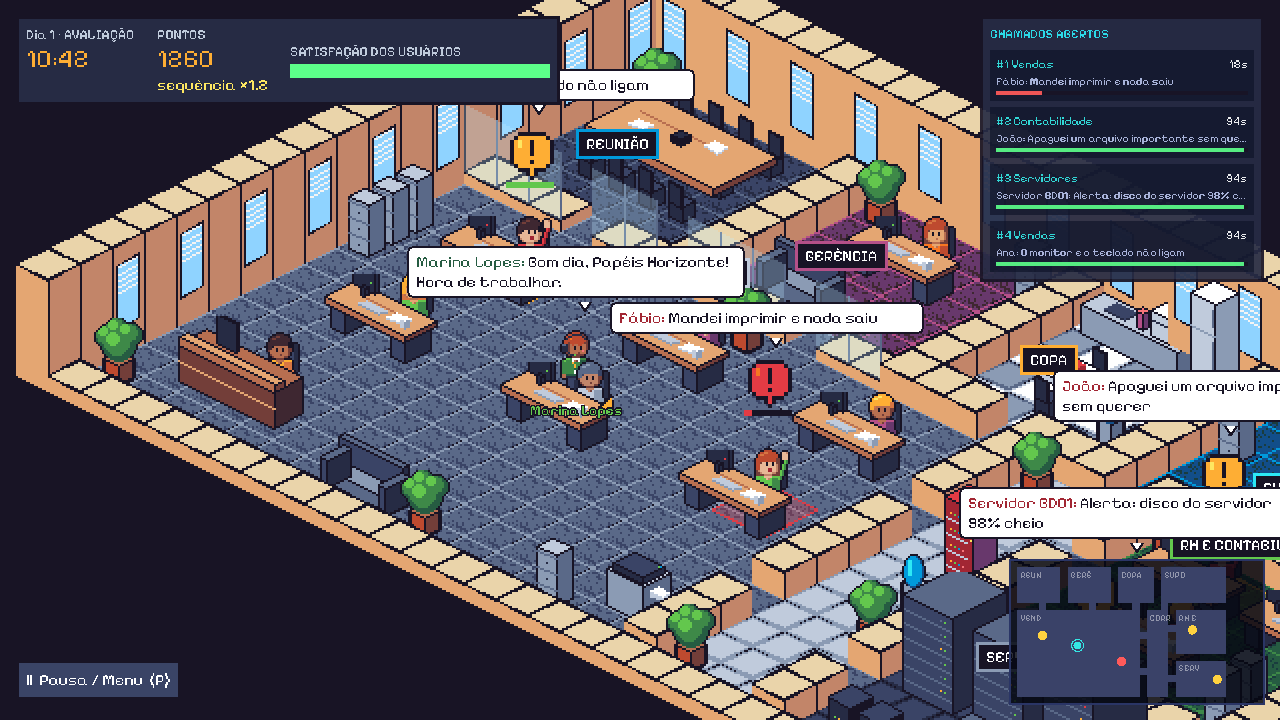 Dia 1 · AVALIAÇÃO
10:42
PONTOS
1260
sequência ×1.2
SATISFAÇÃO DOS USUÁRIOS
do não ligam
REUNIÃO
Marina Lopes: Bom dia, Papéis Horizonte!
Hora de trabalhar.
GERÊNCIA
Fábio: Mandei imprimir e nada saiu
Marina Lopes
COPA
João: Apaguei um arquivo imp
sem querer
Servidor BD01: Alerta: disco do servidor
98% cheio
RH E CONTABIL
CHAMADOS ABERTOS
#1 Vendas 18s
Fábio: Mandei imprimir e nada saiu
#2 Contabilidade 94s
João: Apaguei um arquivo importante sem que...
#3 Servidores 94s
Servidor BD01: Alerta: disco do servidor 98% c...
#4 Vendas 94s
Ana: O monitor e o teclado não ligam
REUN
GERÊ
COPA
SUPO
VEND
CORR
RH E
SERV
SER
II Pausa / Menu (P)